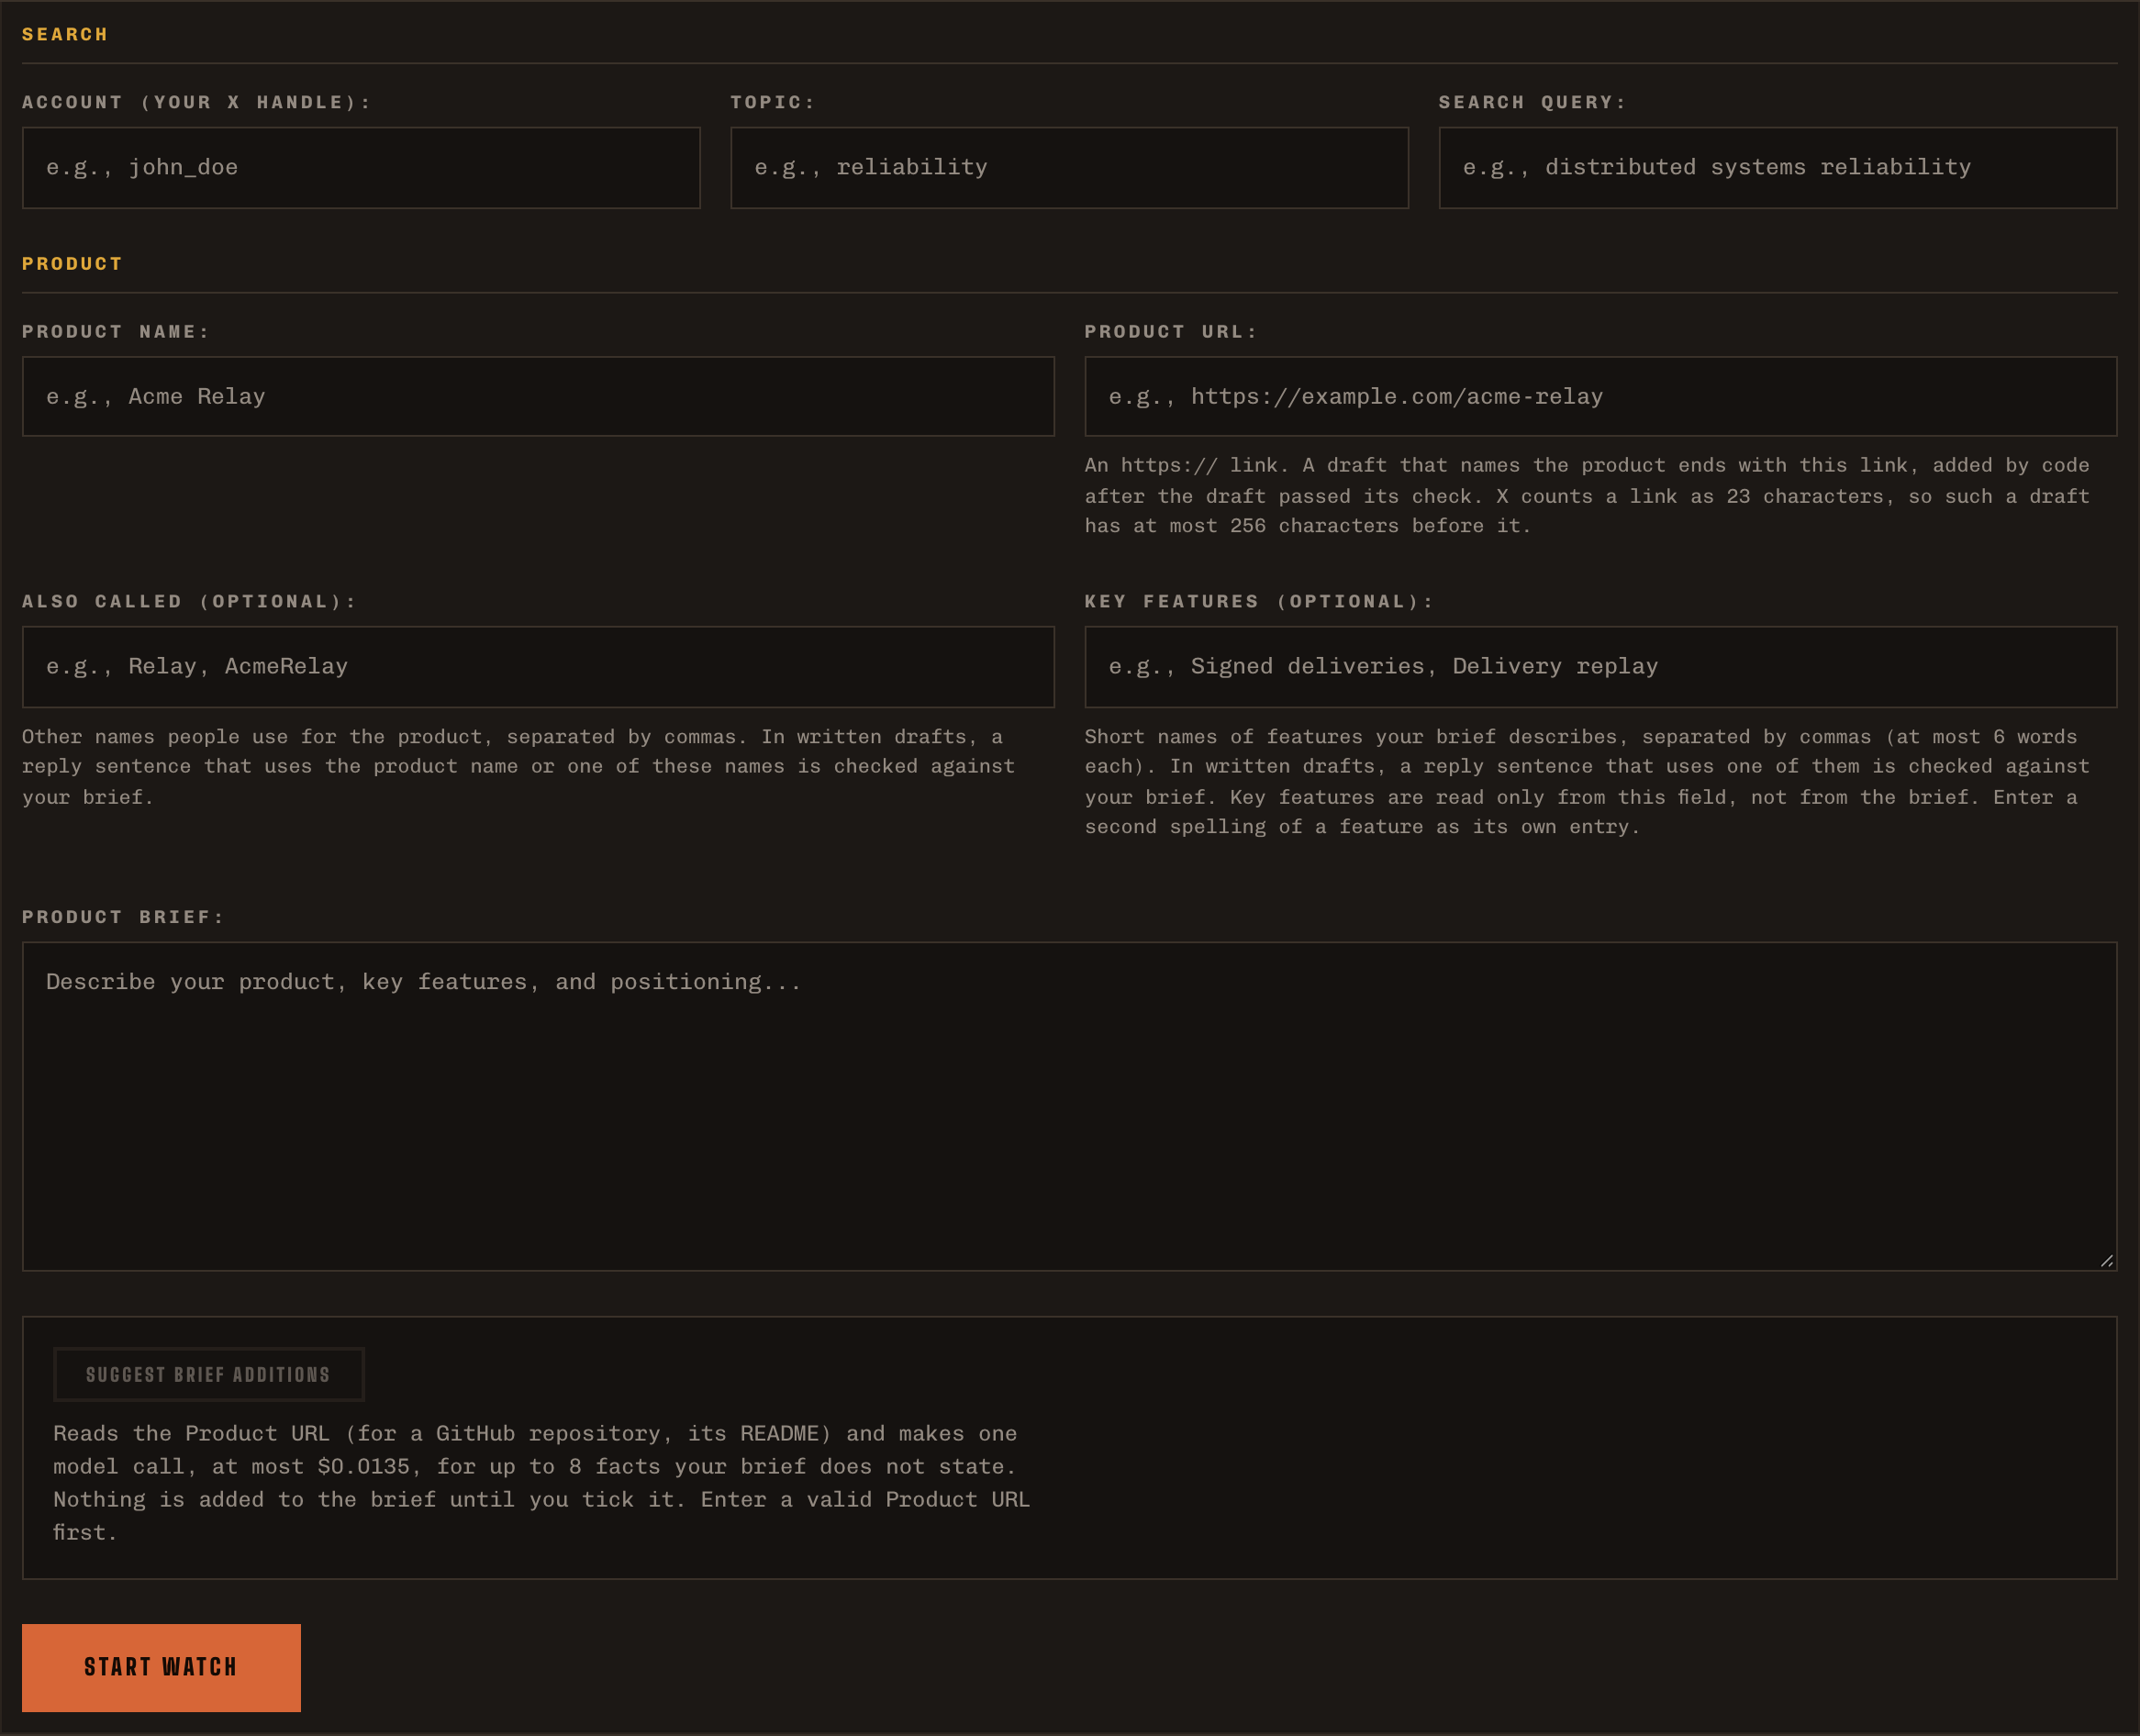 SEARCH
ACCOUNT (YOUR X HANDLE):
e.g., john_doe
TOPIC:
e.g., reliability
SEARCH QUERY:
e.g., distributed systems reliability
PRODUCT
PRODUCT NAME:
e.g., Acme Relay
PRODUCT URL:
e.g., https://example.com/acme-relay
An https:// link. A draft that names the product ends with this link, added by code
after the draft passed its check. X counts a link as 23 characters, so such a draft
has at most 256 characters before it.
ALSO CALLED (OPTIONAL):
e.g., Relay, AcmeRelay
Other names people use for the product, separated by commas. In written drafts, a
reply sentence that uses the product name or one of these names is checked against
your brief.
KEY FEATURES (OPTIONAL):
e.g., Signed deliveries, Delivery replay
Short names of features your brief describes, separated by commas (at most 6 words
each). In written drafts, a reply sentence that uses one of them is checked against
your brief. Key features are read only from this field, not from the brief. Enter a
second spelling of a feature as its own entry.
PRODUCT BRIEF:
Describe your product, key features, and positioning...
SUGGEST BRIEF ADDITIONS
Reads the Product URL (for a GitHub repository, its README) and makes one
model call, at most $0.0135, for up to 8 facts your brief does not state.
Nothing is added to the brief until you tick it. Enter a valid Product URL
first.
START WATCH